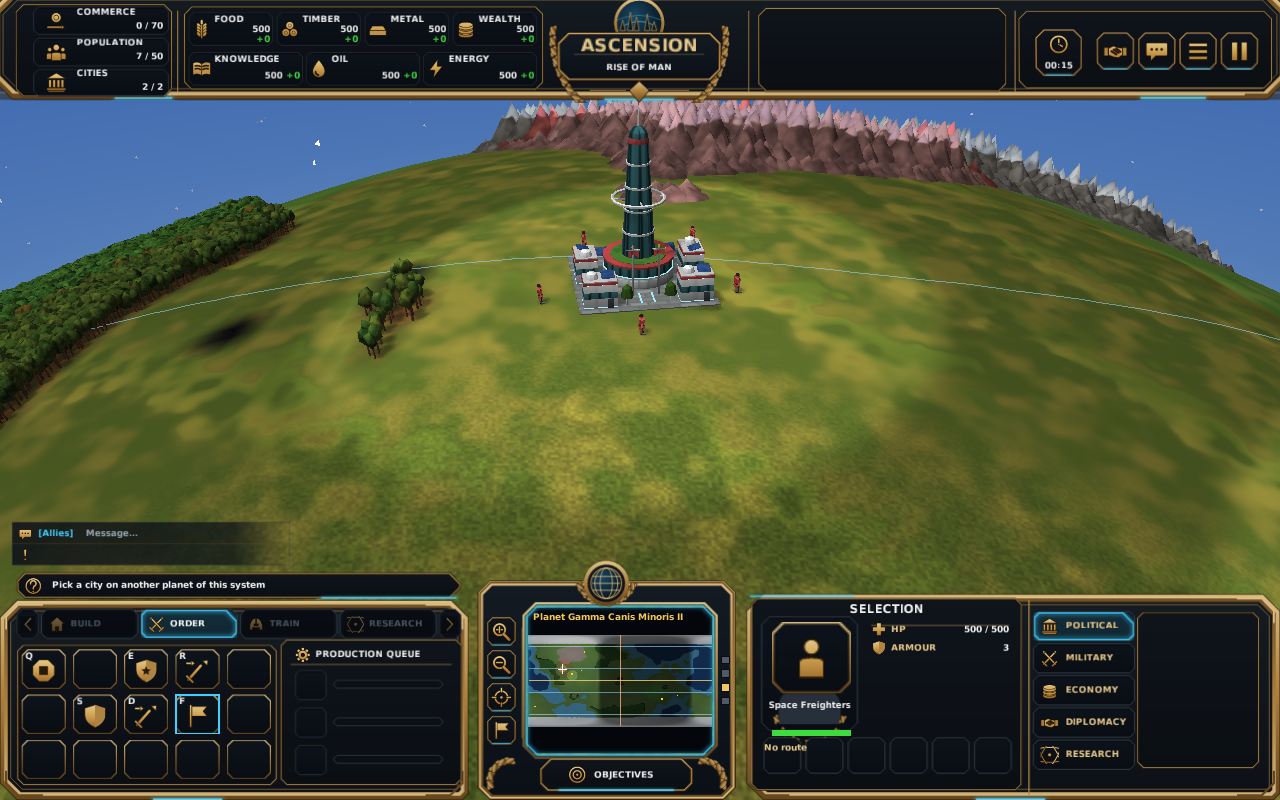 COMMERCE
0 / 70
POPULATION
7 / 50
CITIES
2 / 2
FOOD
500
+0
TIMBER
500
+0
METAL
500
+0
WEALTH
500
+0
KNOWLEDGE
500 +0
OIL
500 +0
ENERGY
500 +0
ASCENSION
RISE OF MAN
00:15
[Allies] Message...
!
Pick a city on another planet of this system
BUILD
ORDER
TRAIN
RESEARCH
Q
E
R
S
D
F
PRODUCTION QUEUE
Planet Gamma Canis Minoris II
OBJECTIVES
SELECTION
HP 500 / 500
ARMOUR 3
Space Freighters
No route
POLITICAL
MILITARY
ECONOMY
DIPLOMACY
RESEARCH